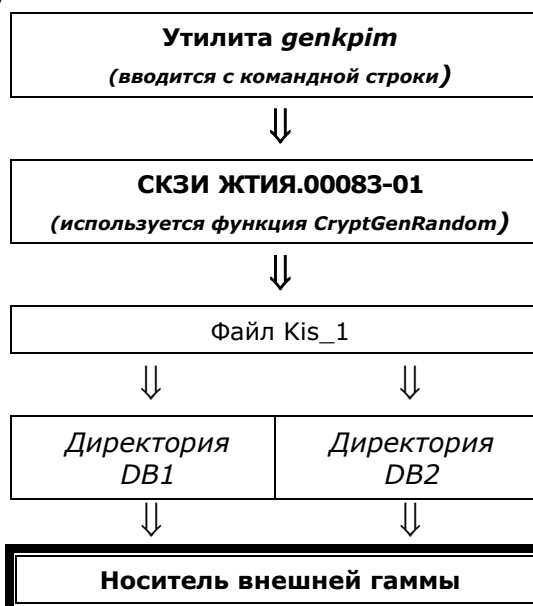 Утилита genkpim
(вводится с командной строки)
СКЗИ ЖТИЯ.00083-01
(используется функция CryptGenRandom)
Файл Kis_1
Директория DB1
Директория DB2
Носитель внешней гаммы